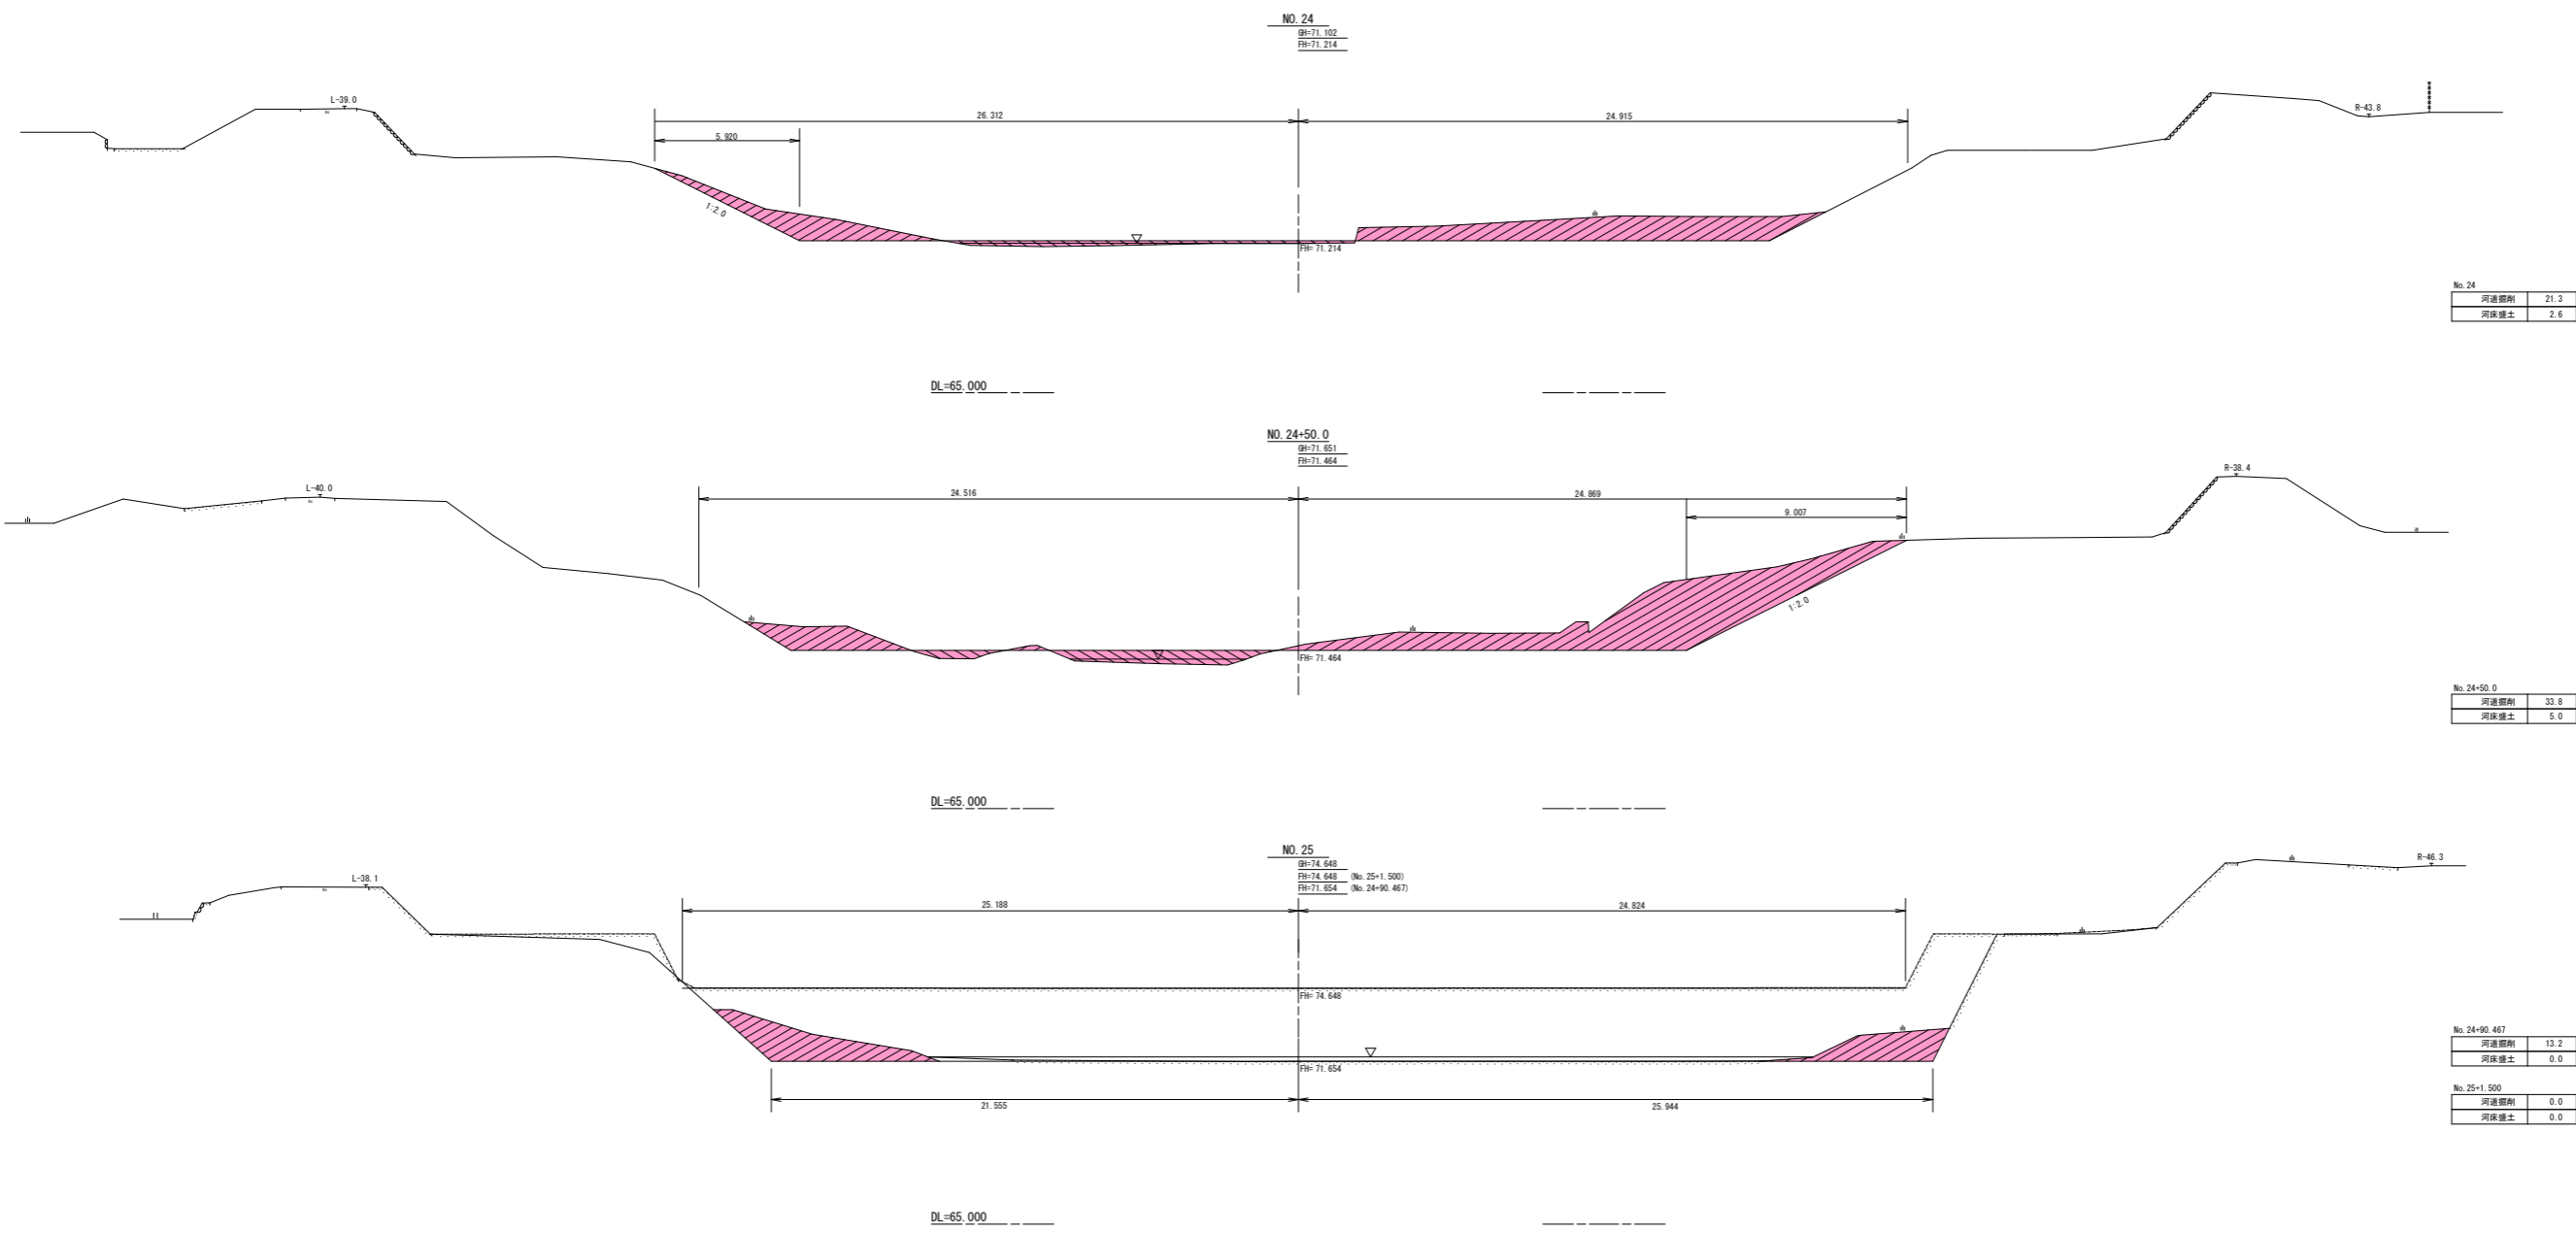 NO.24
GH=71.102
FH=71.214
L-39.0
R-43.8
26.312
24.915
5.920
1:2.0
FH= 71.214
No.24
河道掘削 21.3
河床盛土 2.6
DL=65.000
NO.24+50.0
GH=71.651
FH=71.464
L-40.0
R-38.4
24.516
24.869
9.007
1:2.0
FH= 71.464
No.24+50.0
河道掘削 33.8
河床盛土 5.0
DL=65.000
NO.25
GH=74.648
FH=74.648 (No.25+1.500)
FH=71.654 (No.24+90.467)
L-38.1
R-46.3
25.188
24.824
FH= 74.648
FH= 71.654
21.555
25.944
No.24+90.467
河道掘削 13.2
河床盛土 0.0
No.25+1.500
河道掘削 0.0
河床盛土 0.0
DL=65.000